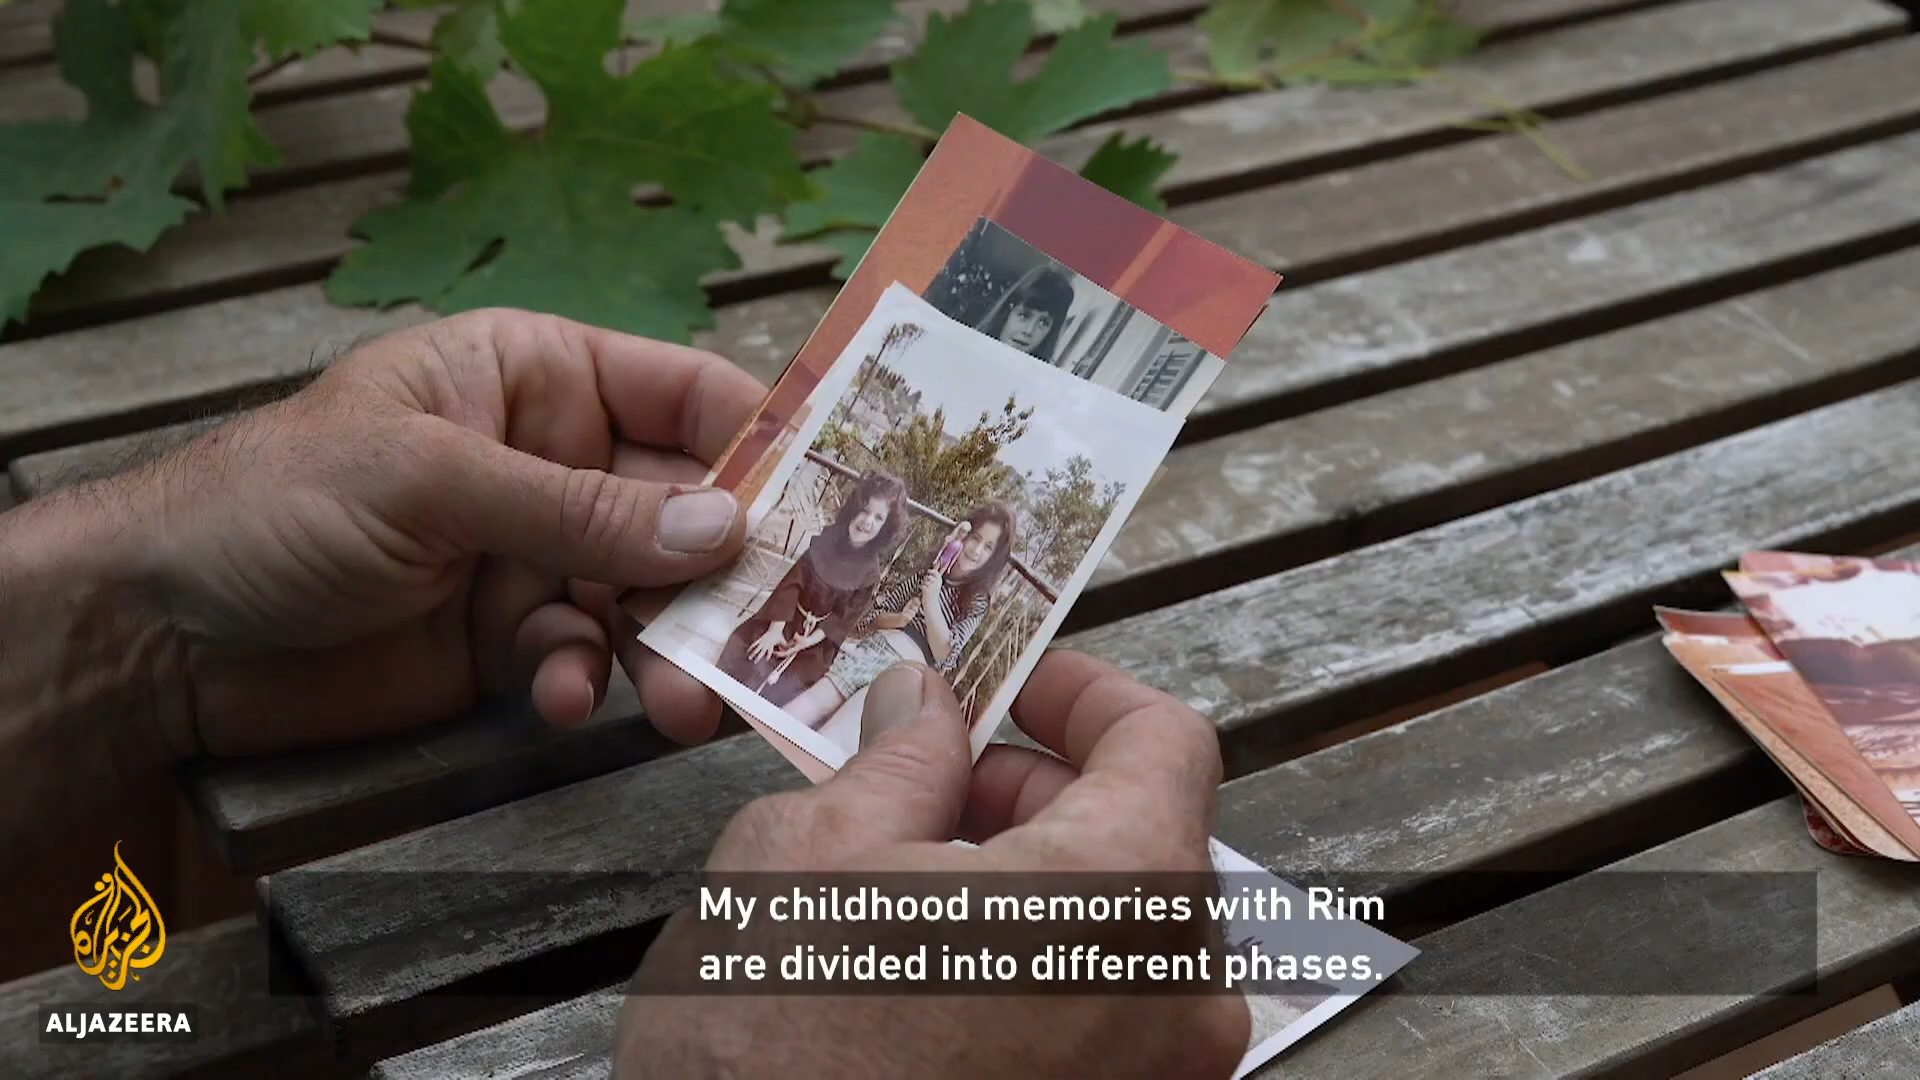 My childhood memories with Rim
are divided into different phases.
الجزيرة
ALJAZEERA